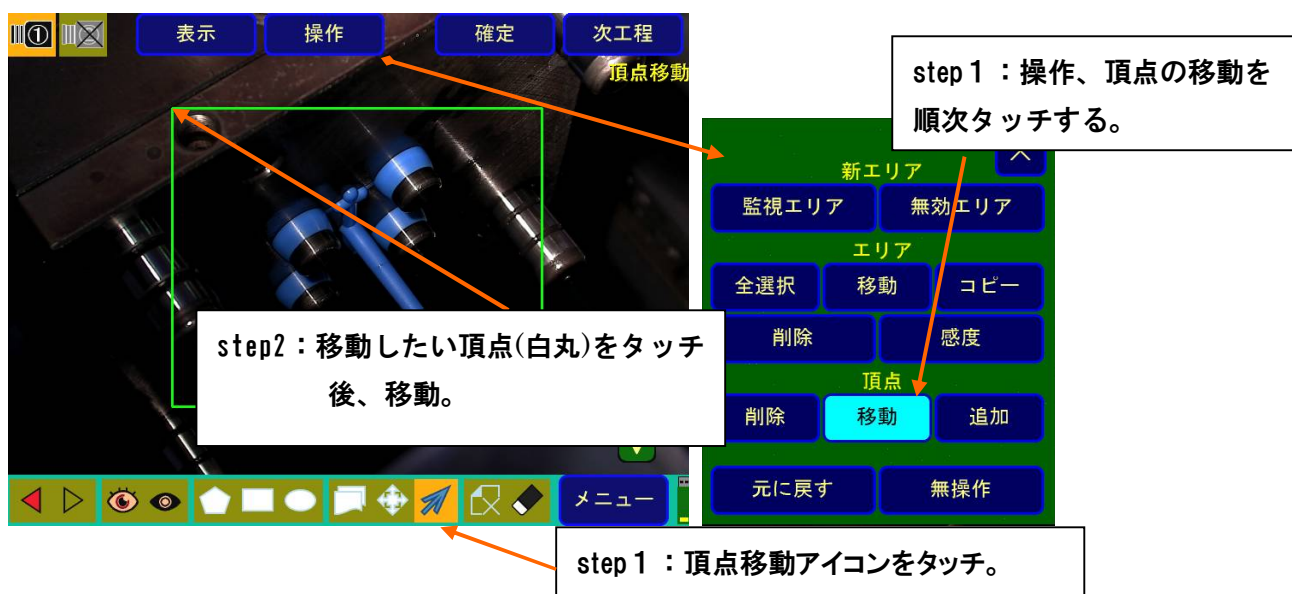 ①
表示
操作
確定
次工程
頂点移動
step１：操作、頂点の移動を
順次タッチする。
新エリア
監視エリア
無効エリア
エリア
全選択
移動
コピー
削除
感度
頂点
削除
移動
追加
元に戻す
無操作
step2：移動したい頂点(白丸)をタッチ
後、移動。
メニュー
step１：頂点移動アイコンをタッチ。